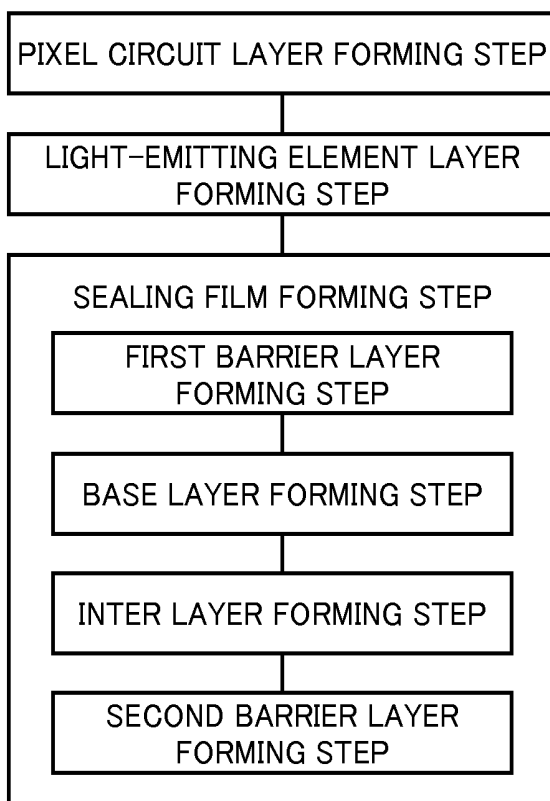 PIXEL CIRCUIT LAYER FORMING STEP
LIGHT-EMITTING ELEMENT LAYER
FORMING STEP
SEALING FILM FORMING STEP
FIRST BARRIER LAYER
FORMING STEP
BASE LAYER FORMING STEP
INTER LAYER FORMING STEP
SECOND BARRIER LAYER
FORMING STEP